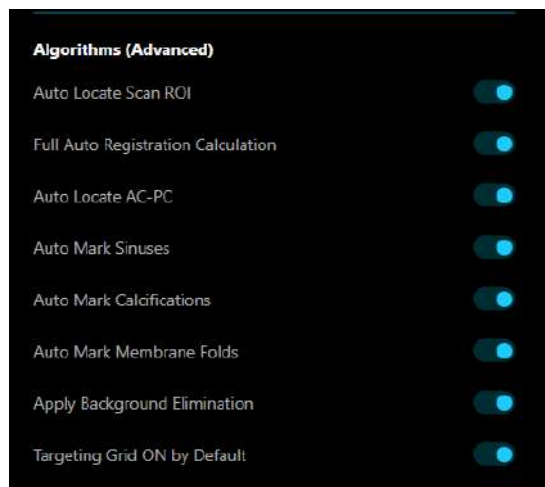 Algorithms (Advanced)
Auto Locate Scan ROI
Full Auto Registration Calculation
Auto Locate AC-PC
Auto Mark Sinuses
Auto Mark Calcifications
Auto Mark Membrane Folds
Apply Background Elimination
Targeting Grid ON by Default